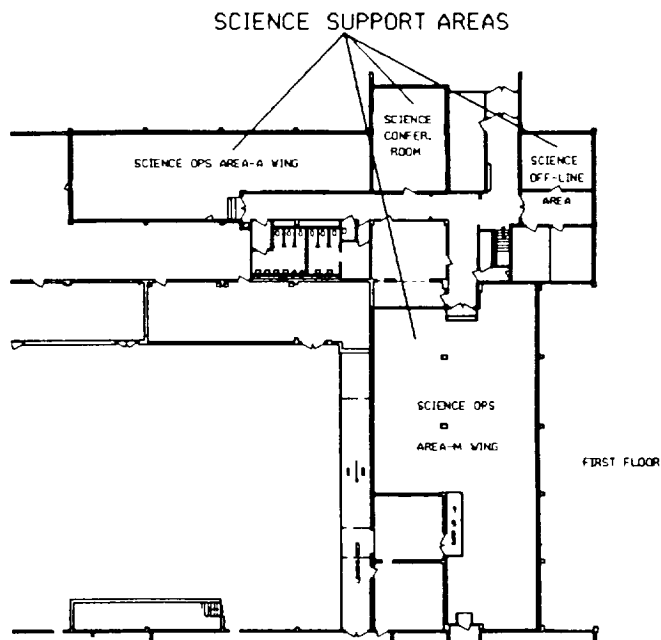 SCIENCE SUPPORT AREAS
SCIENCE
CONFER.
ROOM
SCIENCE OPS AREA-A WING
SCIENCE
OFF-LINE
AREA
SCIENCE OPS
AREA-M WING
FIRST FLOOR